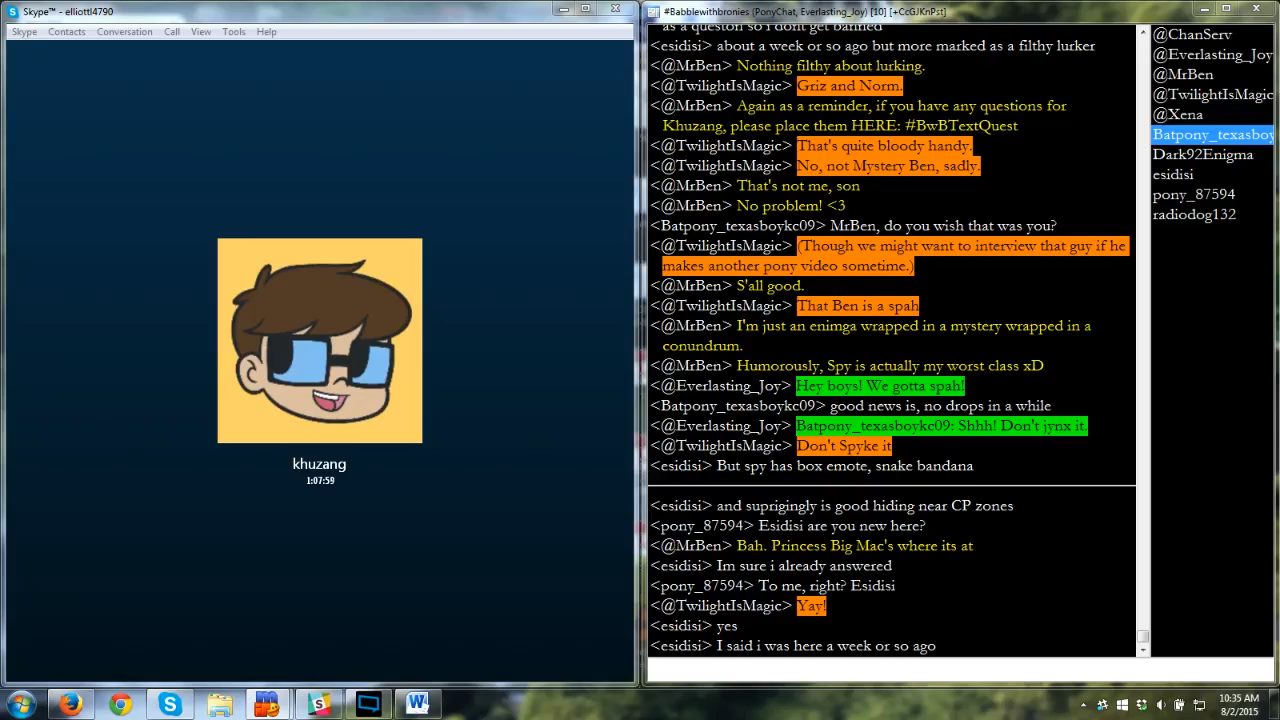 Skype™ - elliottl4790
Skype Contacts Conversation Call View Tools Help
khuzang
1:07:59
#Babblewithbronies (PonyChat, Everlasting_Joy) [10] [+CcGJKnPst]
as a queston so i dont get banned
<esidisi> about a week or so ago but more marked as a filthy lurker
<@MrBen> Nothing filthy about lurking.
<@TwilightIsMagic> Griz and Norm.
<@MrBen> Again as a reminder, if you have any questions for
Khuzang, please place them HERE: #BwBTextQuest
<@TwilightIsMagic> That's quite bloody handy.
<@TwilightIsMagic> No, not Mystery Ben, sadly.
<@MrBen> That's not me, son
<@MrBen> No problem! <3
<Batpony_texasboykc09> MrBen, do you wish that was you?
<@TwilightIsMagic> (Though we might want to interview that guy if he
makes another pony video sometime.)
<@MrBen> S'all good.
<@TwilightIsMagic> That Ben is a spah
<@MrBen> I'm just an enimga wrapped in a mystery wrapped in a
conundrum.
<@MrBen> Humorously, Spy is actually my worst class xD
<@Everlasting_Joy> Hey boys! We gotta spah!
<Batpony_texasboykc09> good news is, no drops in a while
<@Everlasting_Joy> Batpony_texasboykc09: Shhh! Don't jynx it.
<@TwilightIsMagic> Don't Spyke it
<esidisi> But spy has box emote, snake bandana
<esidisi> and suprigingly is good hiding near CP zones
<pony_87594> Esidisi are you new here?
<@MrBen> Bah. Princess Big Mac's where its at
<esidisi> Im sure i already answered
<pony_87594> To me, right? Esidisi
<@TwilightIsMagic> Yay!
<esidisi> yes
<esidisi> I said i was here a week or so ago
@ChanServ
@Everlasting_Joy
@MrBen
@TwilightIsMagic
@Xena
Batpony_texasboy
Dark92Enigma
esidisi
pony_87594
radiodog132
10:35 AM
8/2/2015